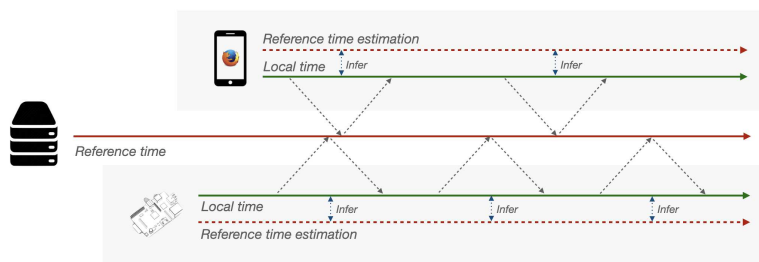 Reference time estimation
Infer
Infer
Local time
Reference time
Local time
Infer
Infer
Infer
Reference time estimation